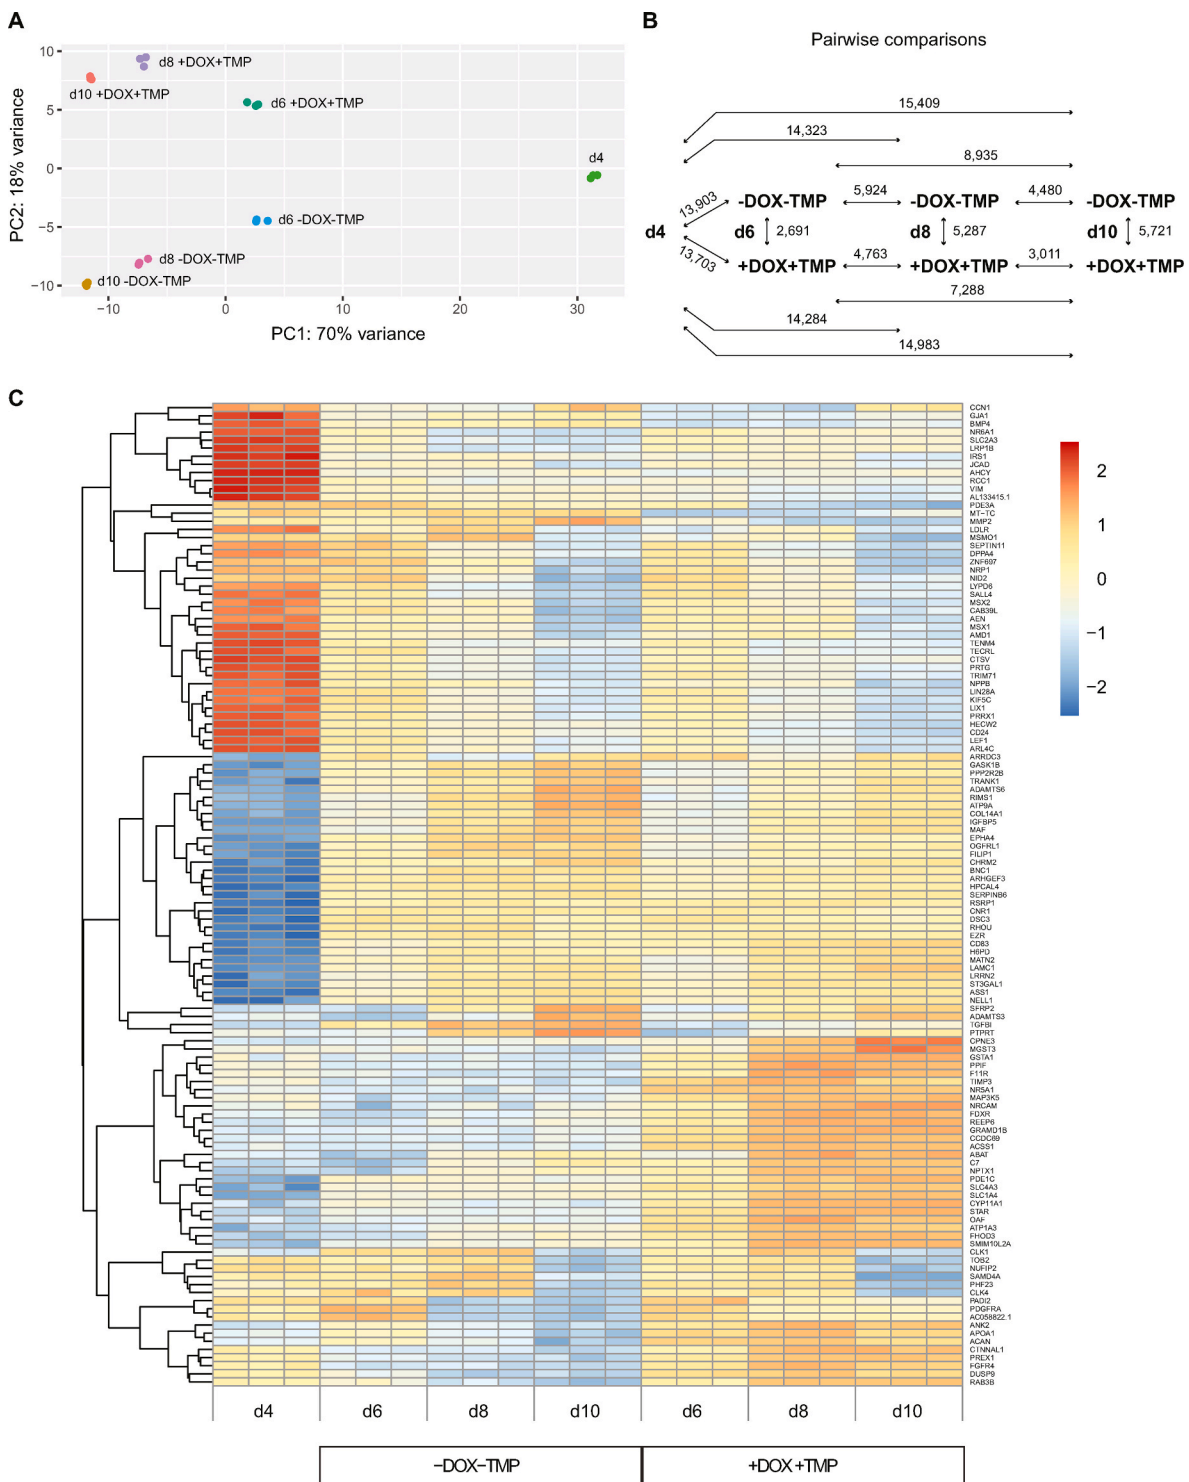 A
10
5
0
−5
−10
PC2: 18% variance
d8 +DOX+TMP
d10 +DOX+TMP
d6 +DOX+TMP
d4
d6 -DOX-TMP
d8 -DOX-TMP
d10 -DOX-TMP
−10
0
10
20
30
PC1: 70% variance
B
Pairwise comparisons
15,409
14,323
8,935
13,903
-DOX-TMP
5,924
-DOX-TMP
4,480
-DOX-TMP
d4
d6
2,691
d8
5,287
d10
5,721
13,703
+DOX+TMP
4,763
+DOX+TMP
3,011
+DOX+TMP
7,288
14,284
14,983
C
CCN1
GJA1
BMP4
NR6A1
SLC2A3
LRP1B
IRS1
JCAD
AHCY
RCC1
VIM
AL133415.1
PDE3A
MT−TC
MMP2
LDLR
MSMO1
SEPTIN11
DPPA4
ZNF697
NRP1
NID2
LYPD6
SALL4
MSX2
CAB39L
AEN
MSX1
AMD1
TENM4
TECRL
CTSV
PRTG
TRIM71
NPPB
LIN28A
KIF5C
LIX1
PRRX1
HECW2
CD24
LEF1
ARL4C
ARRDC3
GASK1B
PPP2R2B
TRANK1
ADAMTS6
RIMS1
ATP9A
COL14A1
IGFBP5
MAF
EPHA4
OGFRL1
FILIP1
CHRM2
BNC1
ARHGEF3
HPCAL4
SERPINB6
RSRP1
CNR1
DSC3
RHOU
EZR
CD83
H6PD
MATN2
LAMC1
LRRN2
ST3GAL1
ASS1
NELL1
SFRP2
ADAMTS3
TGFBI
PTPRT
CPNE3
MGST3
GSTA1
PPIF
F11R
TIMP3
NR5A1
MAP3K5
NRCAM
FDXR
REEP6
GRAMD1B
CCDC69
ACSS1
ABAT
C7
NPTX1
PDE1C
SLC4A3
SLC1A4
CYP11A1
STAR
OAF
ATP1A3
FHOD3
SMIM10L2A
CLK1
TOB2
NUFIP2
SAMD4A
PHF23
CLK4
PADI2
PDGFRA
AC058822.1
ANK2
APOA1
ACAN
CTNNAL1
PREX1
FGFR4
DUSP9
RAB3B
2
1
0
−1
−2
d4
d6
d8
d10
d6
d8
d10
−DOX−TMP
+DOX +TMP